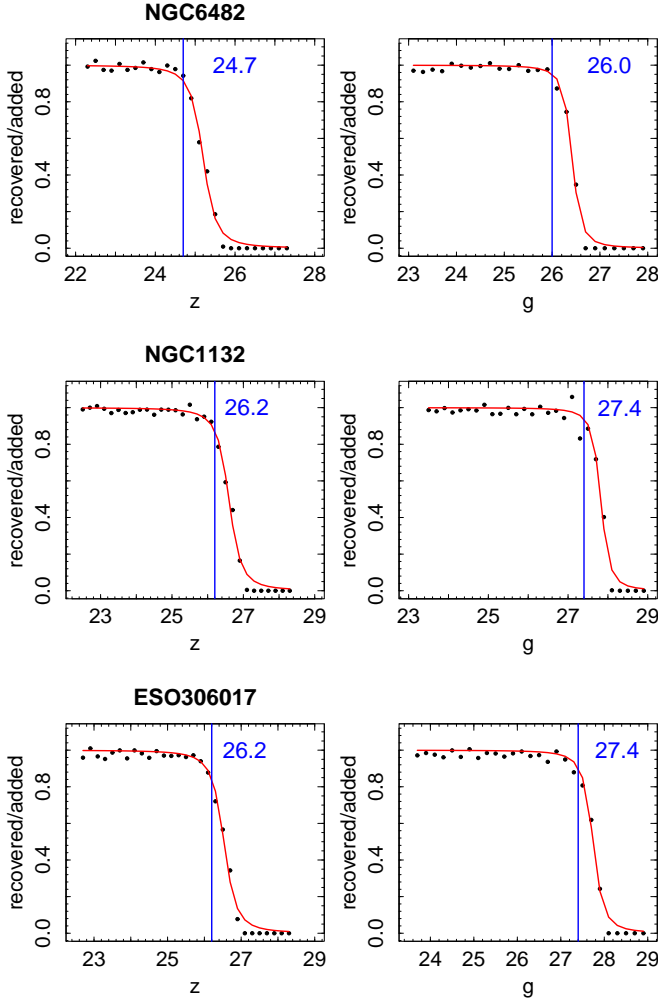 NGC6482
24.7
26.0
recovered/added
0.0 0.4 0.8
22 24 26 28
z
recovered/added
0.0 0.4 0.8
23 24 25 26 27 28
g
NGC1132
26.2
27.4
recovered/added
0.0 0.4 0.8
23 25 27 29
z
recovered/added
0.0 0.4 0.8
23 25 27 29
g
ESO306017
26.2
27.4
recovered/added
0.0 0.4 0.8
23 25 27 29
z
recovered/added
0.0 0.4 0.8
24 25 26 27 28 29
g